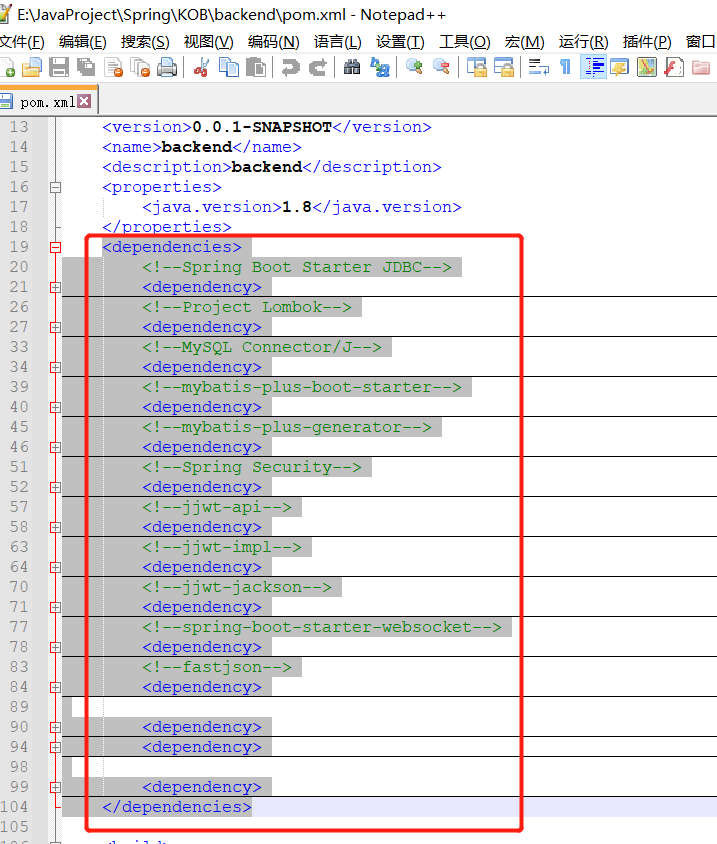 E:\JavaProject\Spring\KOB\backend\pom.xml - Notepad++
文件(F) 编辑(E) 搜索(S) 视图(V) 编码(N) 语言(L) 设置(T) 工具(O) 宏(M) 运行(R) 插件(P) 窗口
pom.xml
13 <version>0.0.1-SNAPSHOT</version>
14 <name>backend</name>
15 <description>backend</description>
16 <properties>
17 <java.version>1.8</java.version>
18 </properties>
19 <dependencies>
20 <!--Spring Boot Starter JDBC-->
21 <dependency>
26 <!--Project Lombok-->
27 <dependency>
33 <!--MySQL Connector/J-->
34 <dependency>
39 <!--mybatis-plus-boot-starter-->
40 <dependency>
45 <!--mybatis-plus-generator-->
46 <dependency>
51 <!--Spring Security-->
52 <dependency>
57 <!--jjwt-api-->
58 <dependency>
63 <!--jjwt-impl-->
64 <dependency>
70 <!--jjwt-jackson-->
71 <dependency>
77 <!--spring-boot-starter-websocket-->
78 <dependency>
83 <!--fastjson-->
84 <dependency>
89
90 <dependency>
94 <dependency>
98
99 <dependency>
104 </dependencies>
105